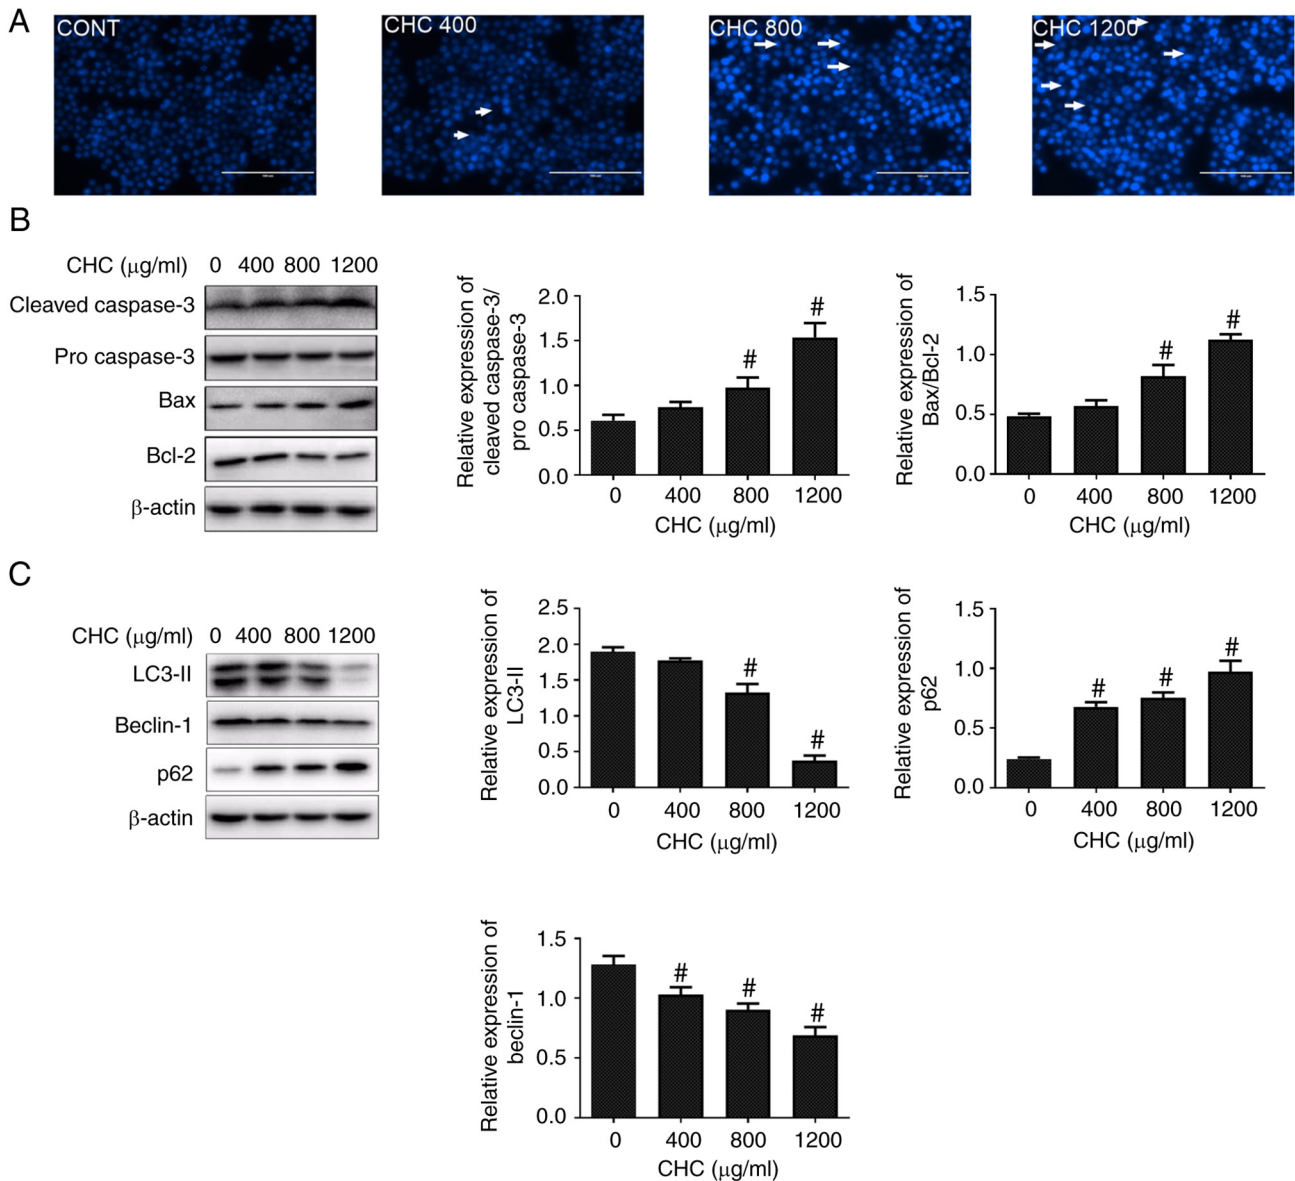 A
CONT
CHC 400
CHC 800
CHC 1200
B
CHC (μg/ml) 0 400 800 1200
Cleaved caspase-3
Pro caspase-3
Bax
Bcl-2
β-actin
Relative expression of
cleaved caspase-3/
pro caspase-3
2.0
1.5
1.0
0.5
0.0
# #
0 400 800 1200
CHC (μg/ml)
Relative expression of
Bax/Bcl-2
1.5
1.0
0.5
0.0
# #
0 400 800 1200
CHC (μg/ml)
C
CHC (μg/ml) 0 400 800 1200
LC3-II
Beclin-1
p62
β-actin
Relative expression of
LC3-II
2.5
2.0
1.5
1.0
0.5
0.0
# #
0 400 800 1200
CHC (μg/ml)
Relative expression of
p62
1.5
1.0
0.5
0.0
# # #
0 400 800 1200
CHC (μg/ml)
Relative expression of
beclin-1
1.5
1.0
0.5
0.0
# # #
0 400 800 1200
CHC (μg/ml)